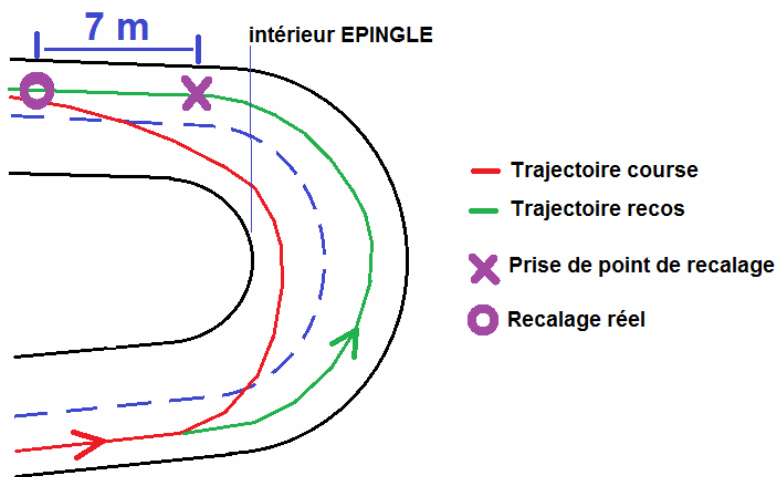 7 m
intérieur EPINGLE
Trajectoire course
Trajectoire recos
Prise de point de recalage
Recalage réel